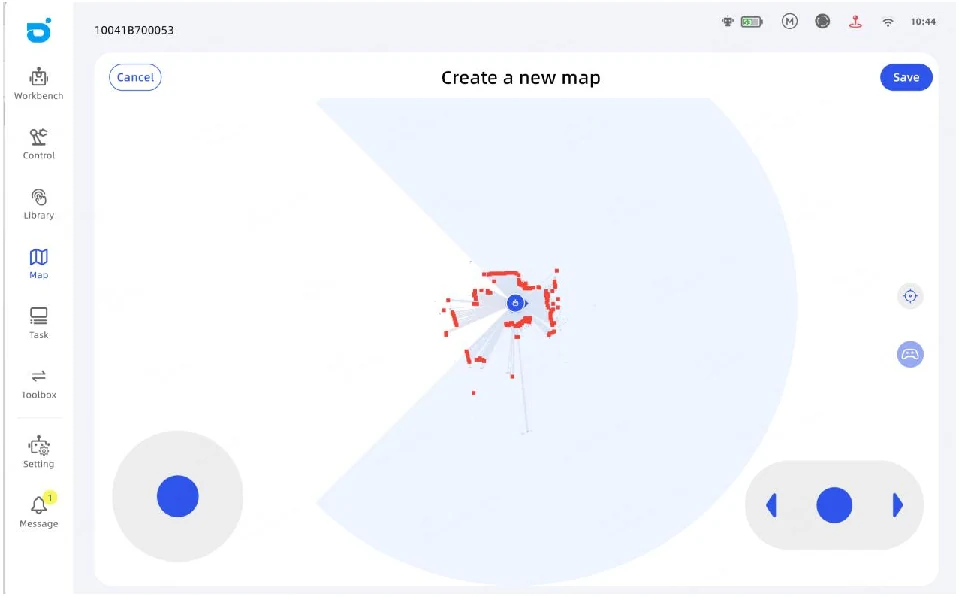 10041B700053
M
10:44
Cancel
Create a new map
Save
Workbench
Control
Library
Map
Task
Toolbox
Setting
1
Message